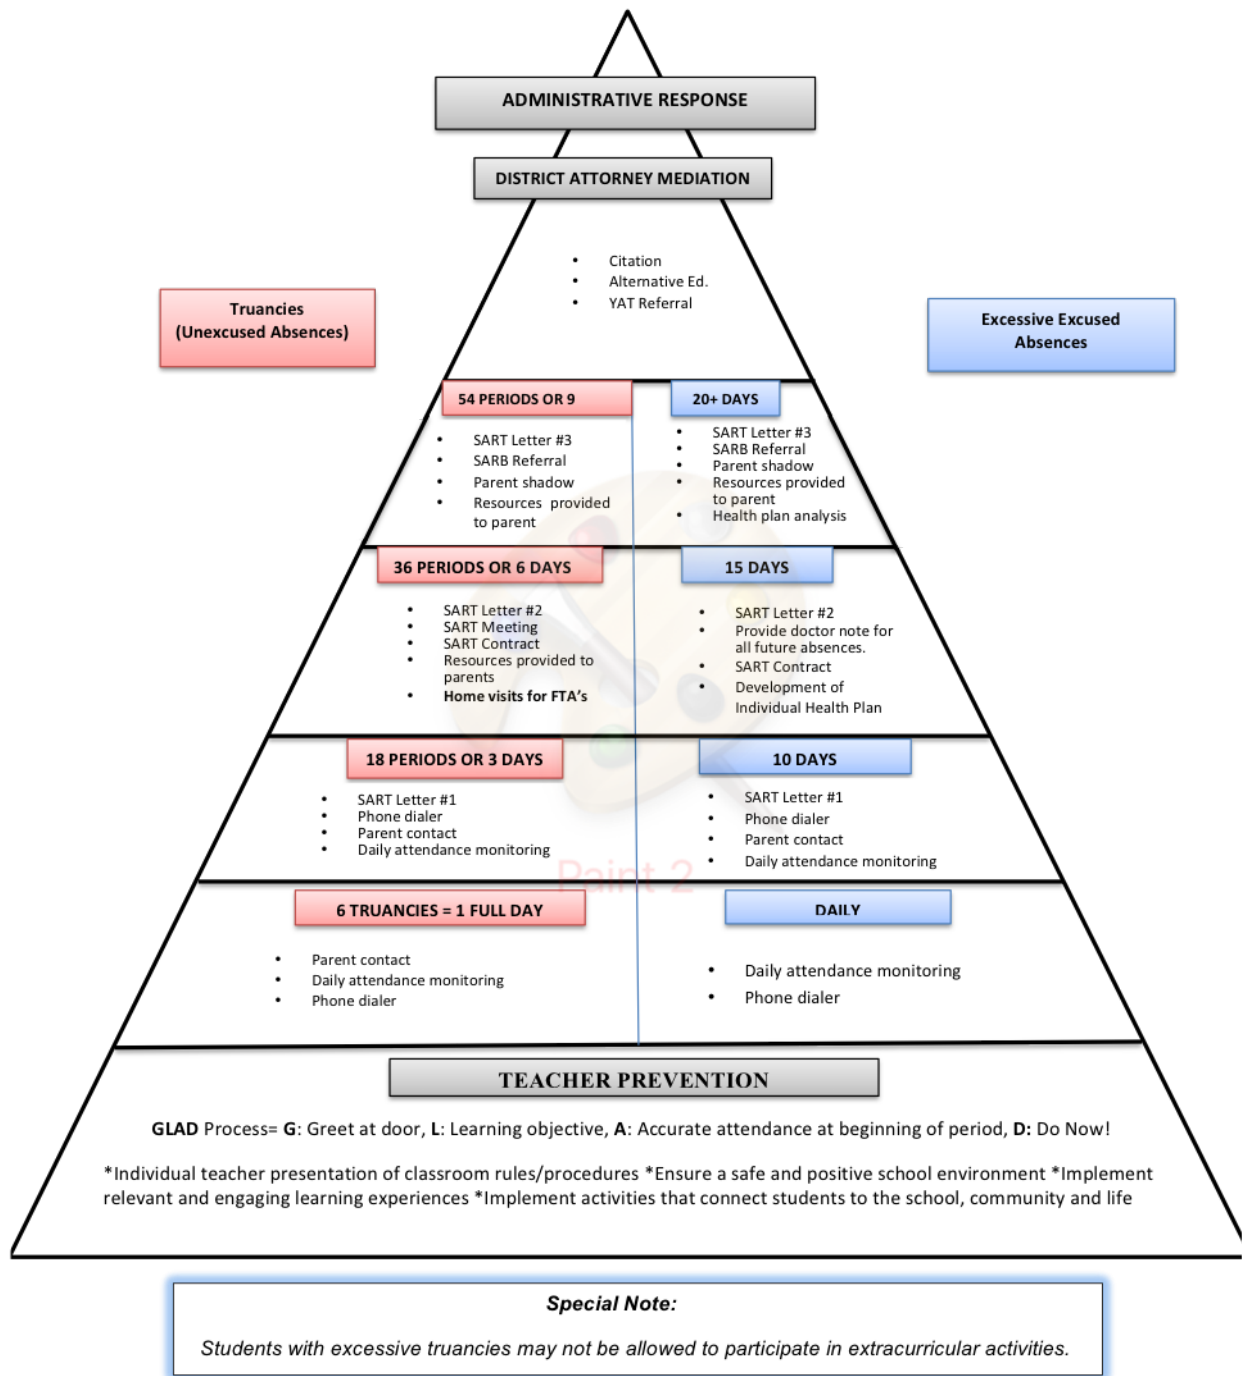 ADMINISTRATIVE RESPONSE
DISTRICT ATTORNEY MEDIATION
• Citation
• Alternative Ed.
• YAT Referral
Truancies
(Unexcused Absences)
Excessive Excused
Absences
54 PERIODS OR 9
• SART Letter #3
• SARB Referral
• Parent shadow
• Resources provided
to parent
20+ DAYS
• SART Letter #3
• SARB Referral
• Parent shadow
• Resources provided
to parent
• Health plan analysis
36 PERIODS OR 6 DAYS
• SART Letter #2
• SART Meeting
• SART Contract
• Resources provided to
parents
• Home visits for FTA's
15 DAYS
• SART Letter #2
• Provide doctor note for
all future absences.
• SART Contract
• Development of
Individual Health Plan
18 PERIODS OR 3 DAYS
• SART Letter #1
• Phone dialer
• Parent contact
• Daily attendance monitoring
10 DAYS
• SART Letter #1
• Phone dialer
• Parent contact
• Daily attendance monitoring
Paint 2
6 TRUANCIES = 1 FULL DAY
• Parent contact
• Daily attendance monitoring
• Phone dialer
DAILY
• Daily attendance monitoring
• Phone dialer
TEACHER PREVENTION
GLAD Process= G: Greet at door, L: Learning objective, A: Accurate attendance at beginning of period, D: Do Now!
*Individual teacher presentation of classroom rules/procedures *Ensure a safe and positive school environment *Implement
relevant and engaging learning experiences *Implement activities that connect students to the school, community and life
Special Note:
Students with excessive truancies may not be allowed to participate in extracurricular activities.